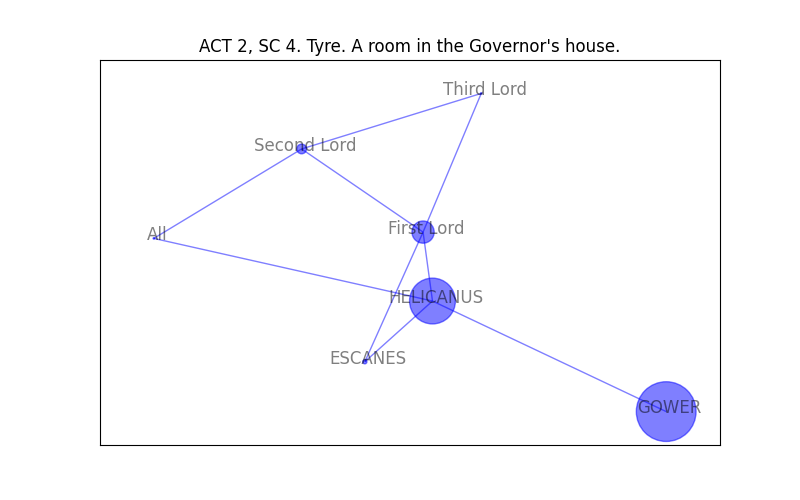 ACT 2, SC 4. Tyre. A room in the Governor's house.
Third Lord
Second Lord
First Lord
All
HELICANUS
ESCANES
GOWER